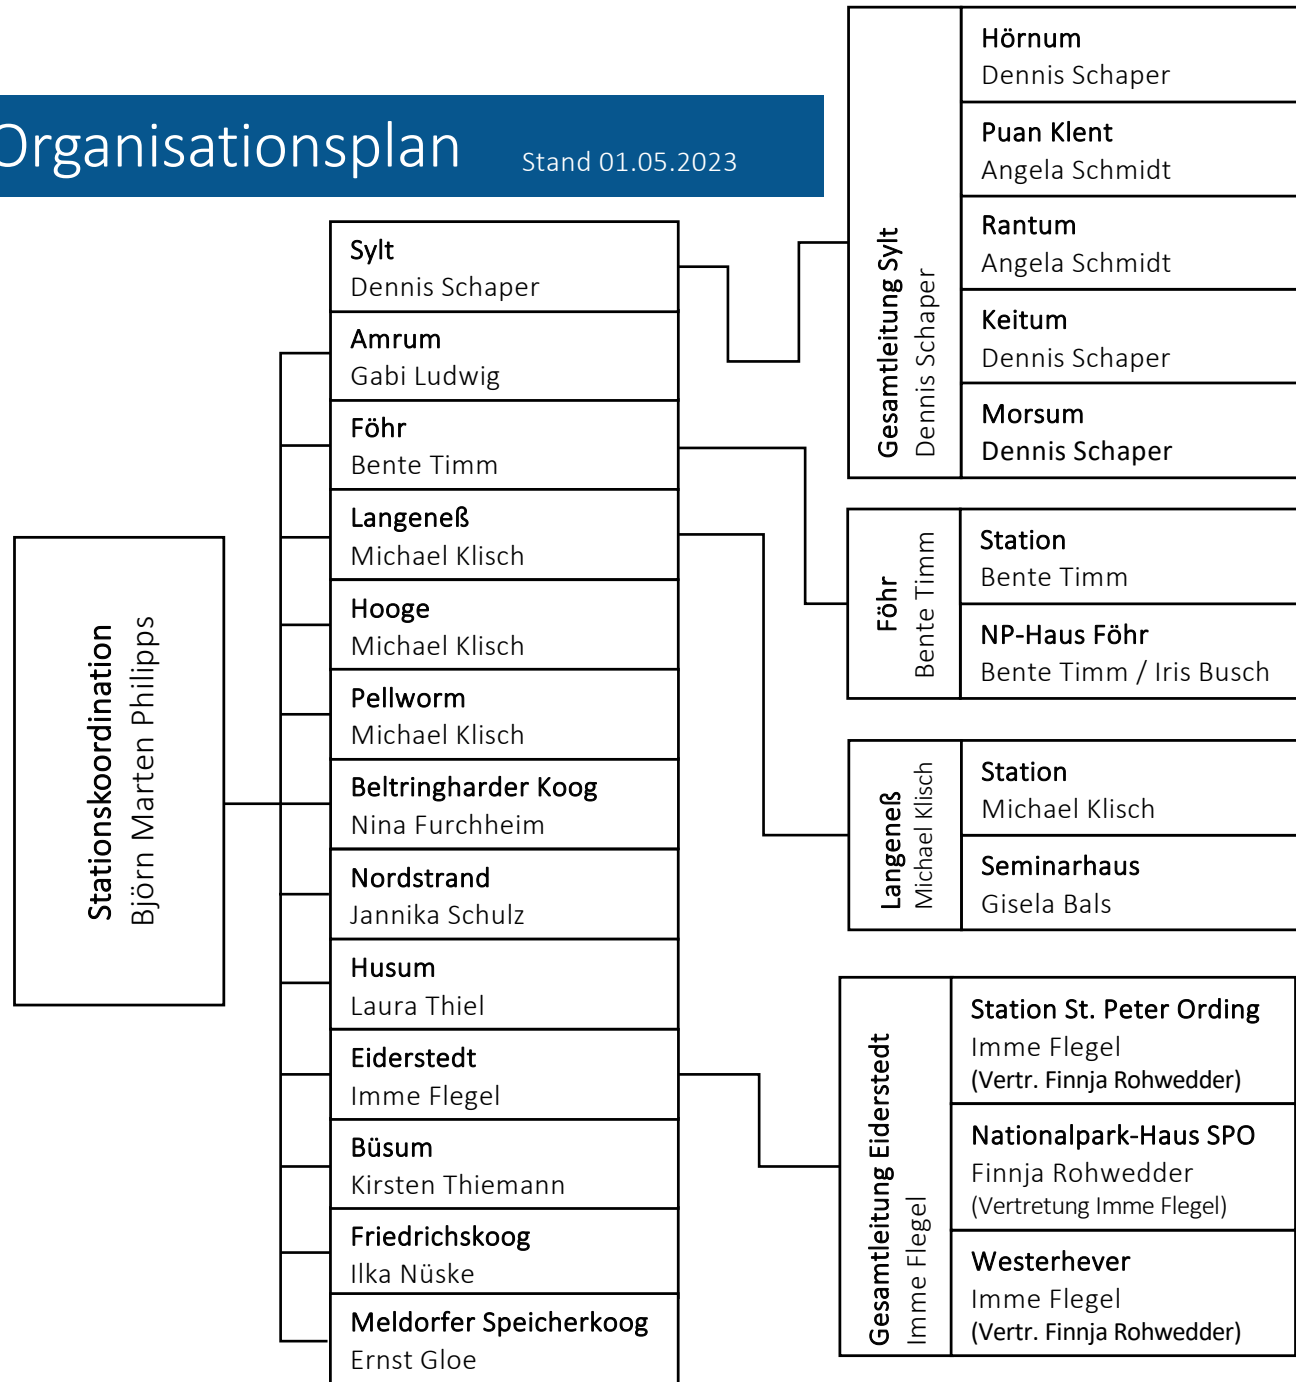 Organisationsplan Stand 01.05.2023
Stationskoordination
Björn Marten Philipps
Sylt
Dennis Schaper
Amrum
Gabi Ludwig
Föhr
Bente Timm
Langeneß
Michael Klisch
Hooge
Michael Klisch
Pellworm
Michael Klisch
Beltringharder Koog
Nina Furchheim
Nordstrand
Jannika Schulz
Husum
Laura Thiel
Eiderstedt
Imme Flegel
Büsum
Kirsten Thiemann
Friedrichskoog
Ilka Nüske
Meldorfer Speicherkoog
Ernst Gloe
Gesamtleitung Sylt
Dennis Schaper
Hörnum
Dennis Schaper
Puan Klent
Angela Schmidt
Rantum
Angela Schmidt
Keitum
Dennis Schaper
Morsum
Dennis Schaper
Föhr
Bente Timm
Station
Bente Timm
NP-Haus Föhr
Bente Timm / Iris Busch
Langeneß
Michael Klisch
Station
Michael Klisch
Seminarhaus
Gisela Bals
Gesamtleitung Eiderstedt
Imme Flegel
Station St. Peter Ording
Imme Flegel
(Vertr. Finnja Rohwedder)
Nationalpark-Haus SPO
Finnja Rohwedder
(Vertretung Imme Flegel)
Westerhever
Imme Flegel
(Vertr. Finnja Rohwedder)